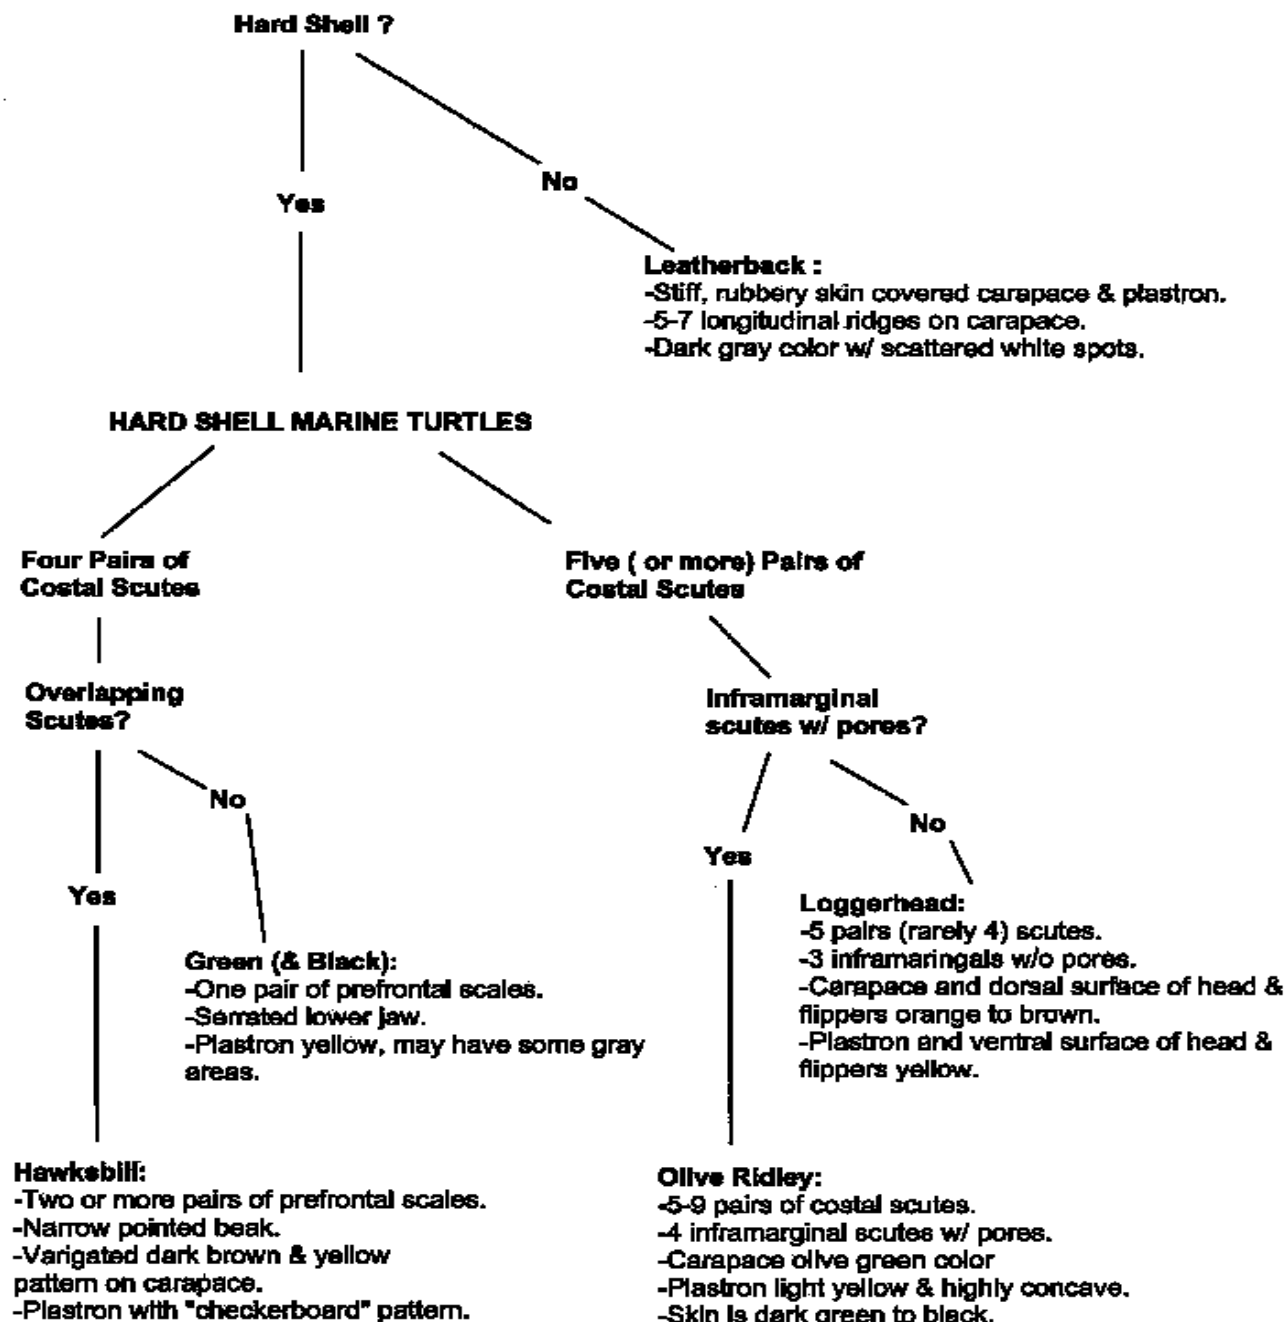 Hard Shell ?
Yes
No
Leatherback :
-Stiff, rubbery skin covered carapace & plastron.
-5-7 longitudinal ridges on carapace.
-Dark gray color w/ scattered white spots.
HARD SHELL MARINE TURTLES
Four Pairs of
Costal Scutes
Five ( or more) Pairs of
Costal Scutes
Overlapping
Scutes?
Inframarginal
scutes w/ pores?
No
Yes
No
Yes
Green (& Black):
-One pair of prefrontal scales.
-Serrated lower jaw.
-Plastron yellow, may have some gray
areas.
Loggerhead:
-5 pairs (rarely 4) scutes.
-3 inframaringals w/o pores.
-Carapace and dorsal surface of head &
flippers orange to brown.
-Plastron and ventral surface of head &
flippers yellow.
Hawksbill:
-Two or more pairs of prefrontal scales.
-Narrow pointed beak.
-Varigated dark brown & yellow
pattern on carapace.
-Plastron with "checkerboard" pattern.
Olive Ridley:
-5-9 pairs of costal scutes.
-4 inframarginal scutes w/ pores.
-Carapace olive green color
-Plastron light yellow & highly concave.
-Skin is dark green to black.